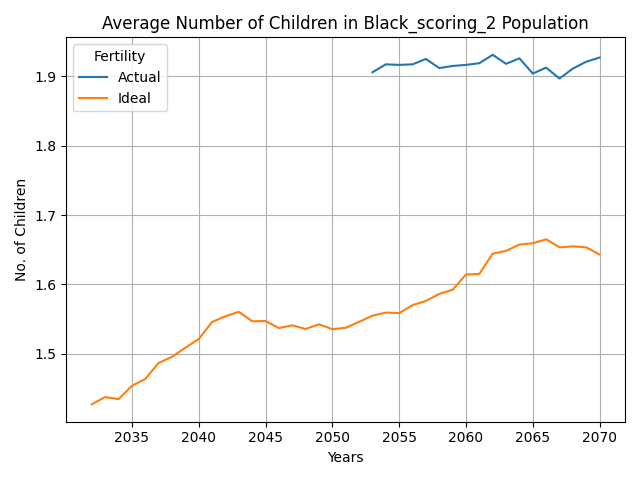 Average Number of Children in Black_scoring_2 Population
Fertility
Actual
Ideal
No. of Children
1.9
1.8
1.7
1.6
1.5
2035 2040 2045 2050 2055 2060 2065 2070
Years